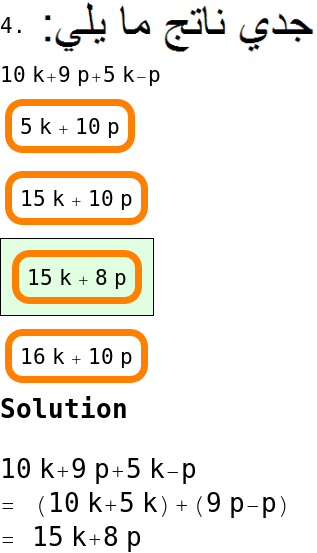 4. جدي ناتج ما يلي:
10 k+9 p+5 k−p
5 k + 10 p
15 k + 10 p
15 k + 8 p
16 k + 10 p
Solution
10 k+9 p+5 k−p
= (10 k+5 k)+(9 p−p)
= 15 k+8 p